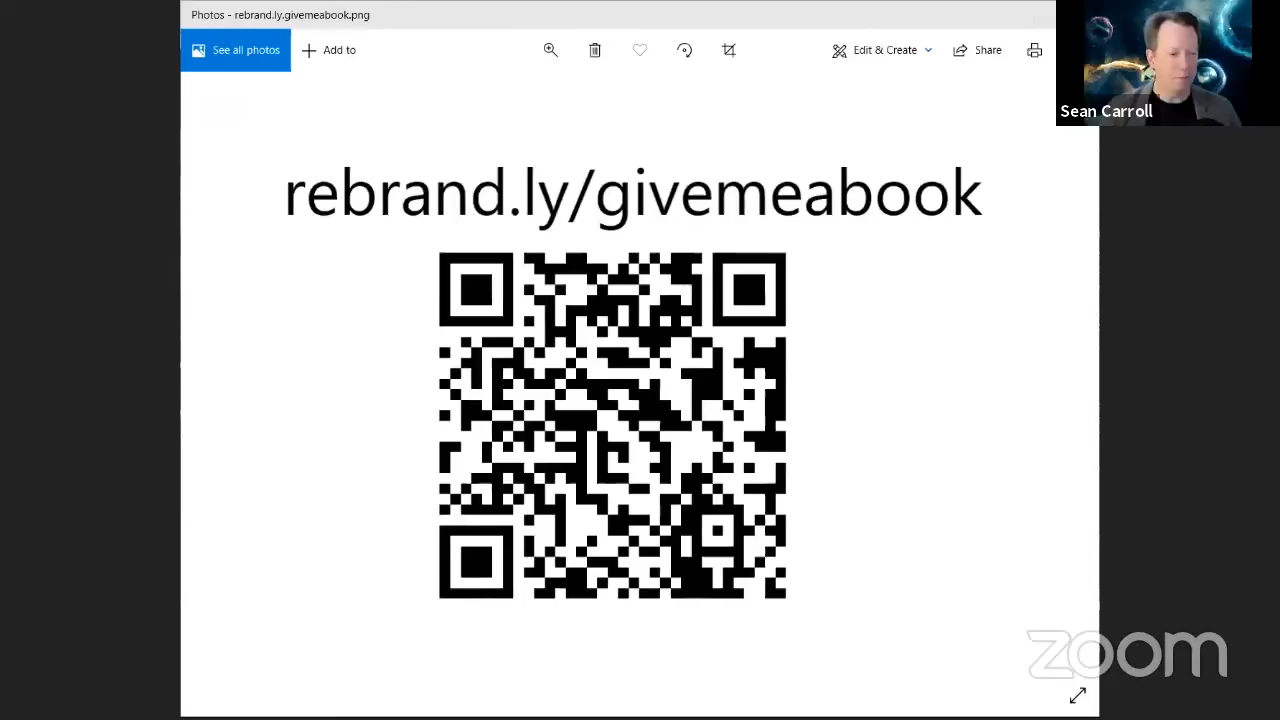 Photos - rebrand.ly.givemeabook.png
See all photos
Add to
Edit & Create
Share
Sean Carroll
rebrand.ly/givemeabook
zoom